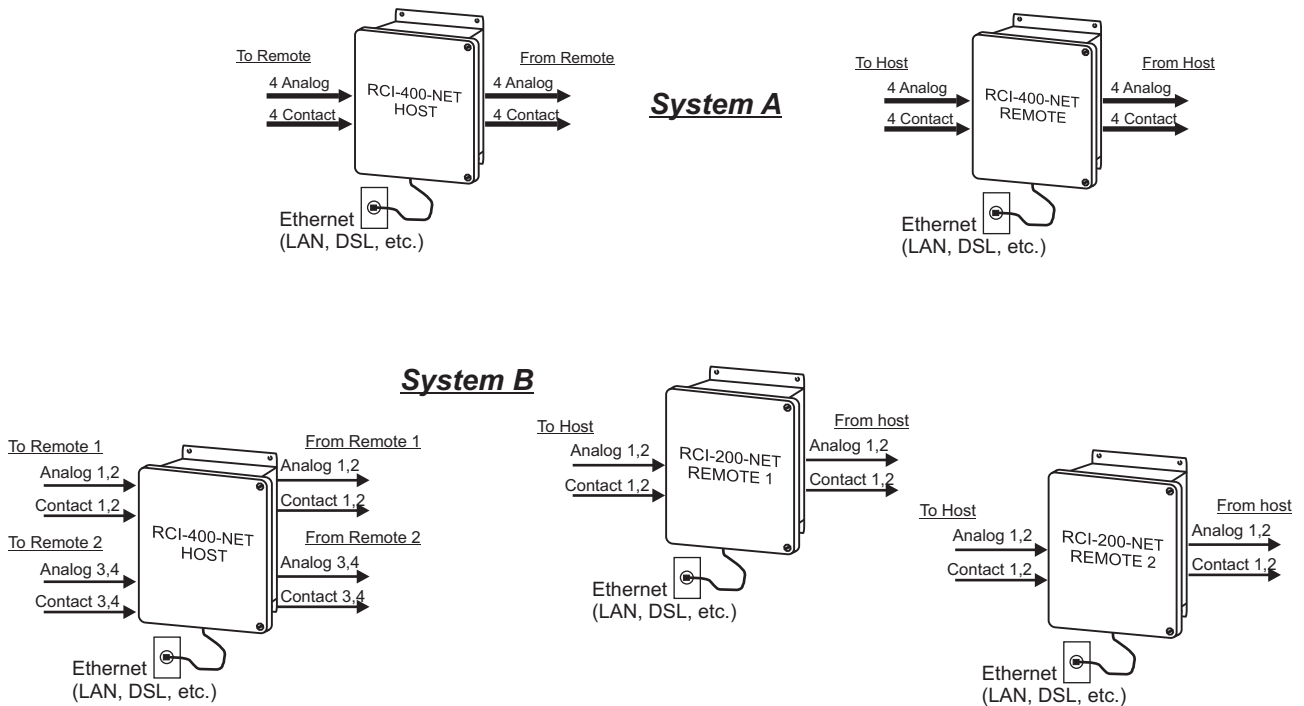 To Remote
4 Analog
4 Contact
RCI-400-NET
HOST
From Remote
4 Analog
4 Contact
Ethernet
(LAN, DSL, etc.)
System A
To Host
4 Analog
4 Contact
RCI-400-NET
REMOTE
From Host
4 Analog
4 Contact
Ethernet
(LAN, DSL, etc.)
System B
To Remote 1
Analog 1,2
Contact 1,2
To Remote 2
Analog 3,4
Contact 3,4
RCI-400-NET
HOST
From Remote 1
Analog 1,2
Contact 1,2
From Remote 2
Analog 3,4
Contact 3,4
Ethernet
(LAN, DSL, etc.)
To Host
Analog 1,2
Contact 1,2
RCI-200-NET
REMOTE 1
From host
Analog 1,2
Contact 1,2
Ethernet
(LAN, DSL, etc.)
To Host
Analog 1,2
Contact 1,2
RCI-200-NET
REMOTE 2
From host
Analog 1,2
Contact 1,2
Ethernet
(LAN, DSL, etc.)